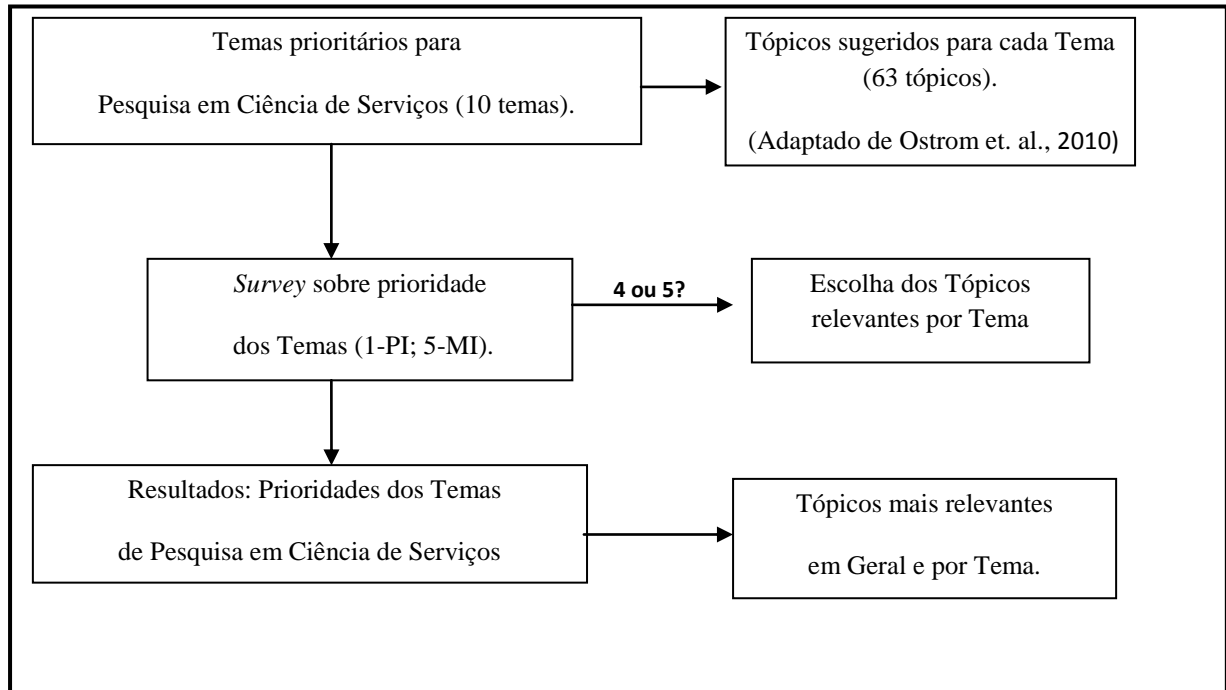 Temas prioritários para
Pesquisa em Ciência de Serviços (10 temas).
Tópicos sugeridos para cada Tema
(63 tópicos).
(Adaptado de Ostrom et. al., 2010)
Survey sobre prioridade
dos Temas (1-PI; 5-MI).
4 ou 5?
Escolha dos Tópicos
relevantes por Tema
Resultados: Prioridades dos Temas
de Pesquisa em Ciência de Serviços
Tópicos mais relevantes
em Geral e por Tema.